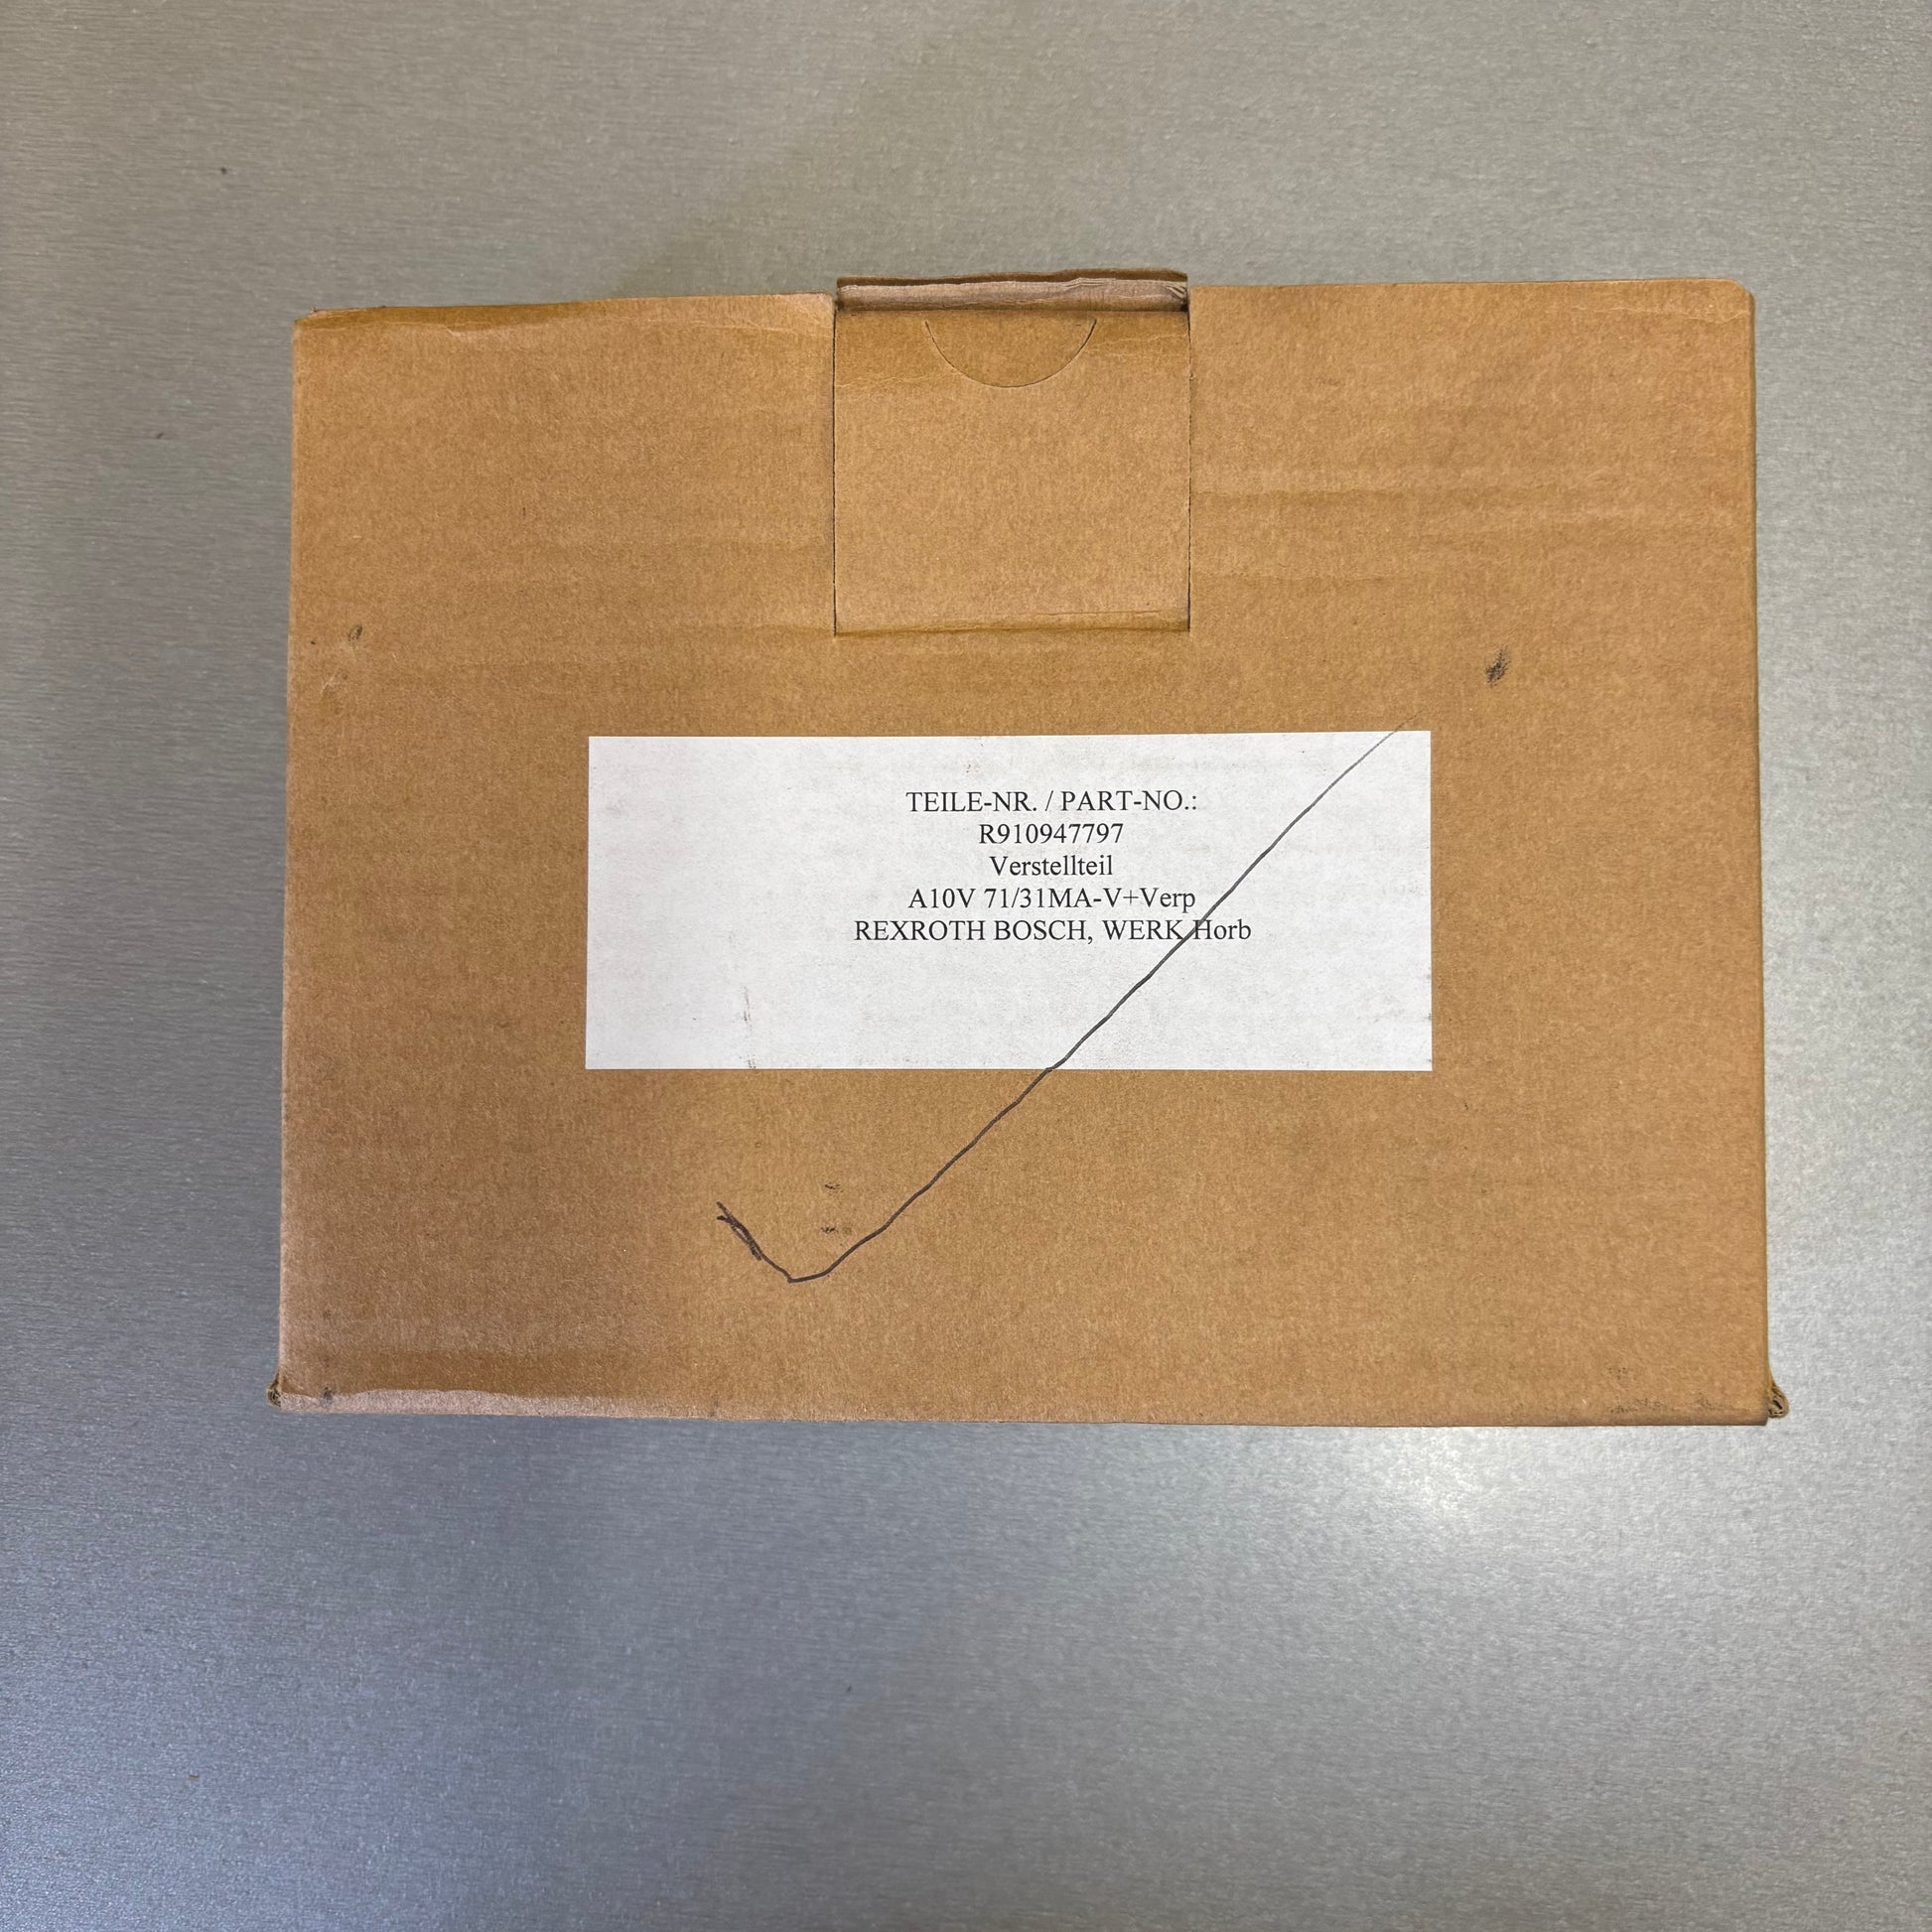 TEILE-NR. / PART-NO.:
R910947797
Verstellteil
A10V 71/31MA-V+Verp
REXROTH BOSCH, WERK Horb